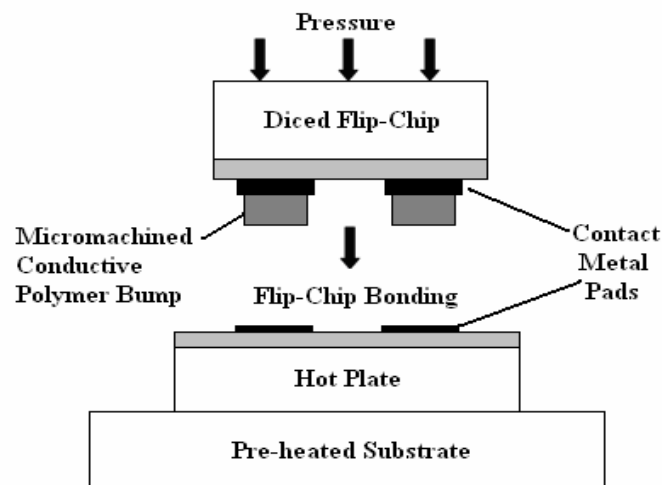 Pressure
Diced Flip-Chip
Micromachined
Conductive
Polymer Bump
Contact
Metal
Pads
Flip-Chip Bonding
Hot Plate
Pre-heated Substrate